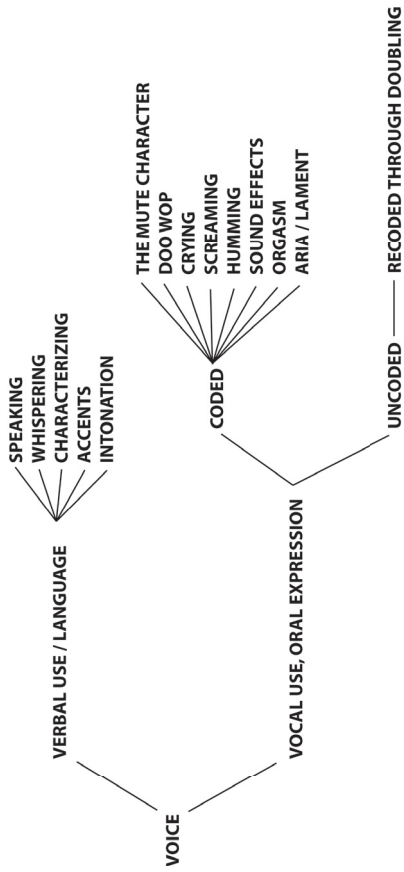 VOICE
VERBAL USE / LANGUAGE
SPEAKING
WHISPERING
CHARACTERIZING
ACCENTS
INTONATION
VOCAL USE, ORAL EXPRESSION
CODED
THE MUTE CHARACTER
DOO WOP
CRYING
SCREAMING
HUMMING
SOUND EFFECTS
ORGASM
ARIA / LAMENT
UNCODED
RECODED THROUGH DOUBLING